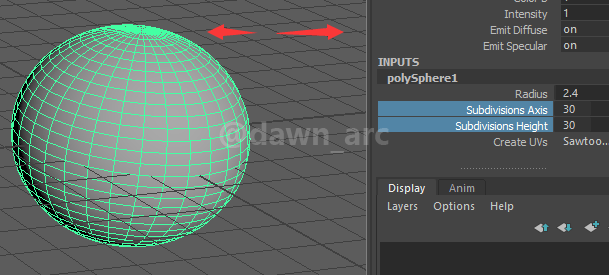 Intensity 1
Emit Diffuse on
Emit Specular on
INPUTS
polySphere1
Radius 2.4
Subdivisions Axis 30
Subdivisions Height 30
Create UVs Sawtoo...
@dawn_arc
Display Anim
Layers Options Help